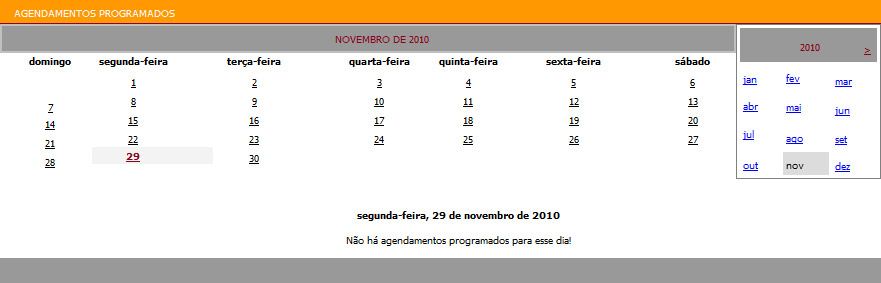 AGENDAMENTOS PROGRAMADOS
NOVEMBRO DE 2010
domingo segunda-feira terça-feira quarta-feira quinta-feira sexta-feira sábado
1 2 3 4 5 6
7 8 9 10 11 12 13
14 15 16 17 18 19 20
21 22 23 24 25 26 27
28 29 30
2010 >
jan fev mar
abr mai jun
jul ago set
out nov dez
segunda-feira, 29 de novembro de 2010
Não há agendamentos programados para esse dia!